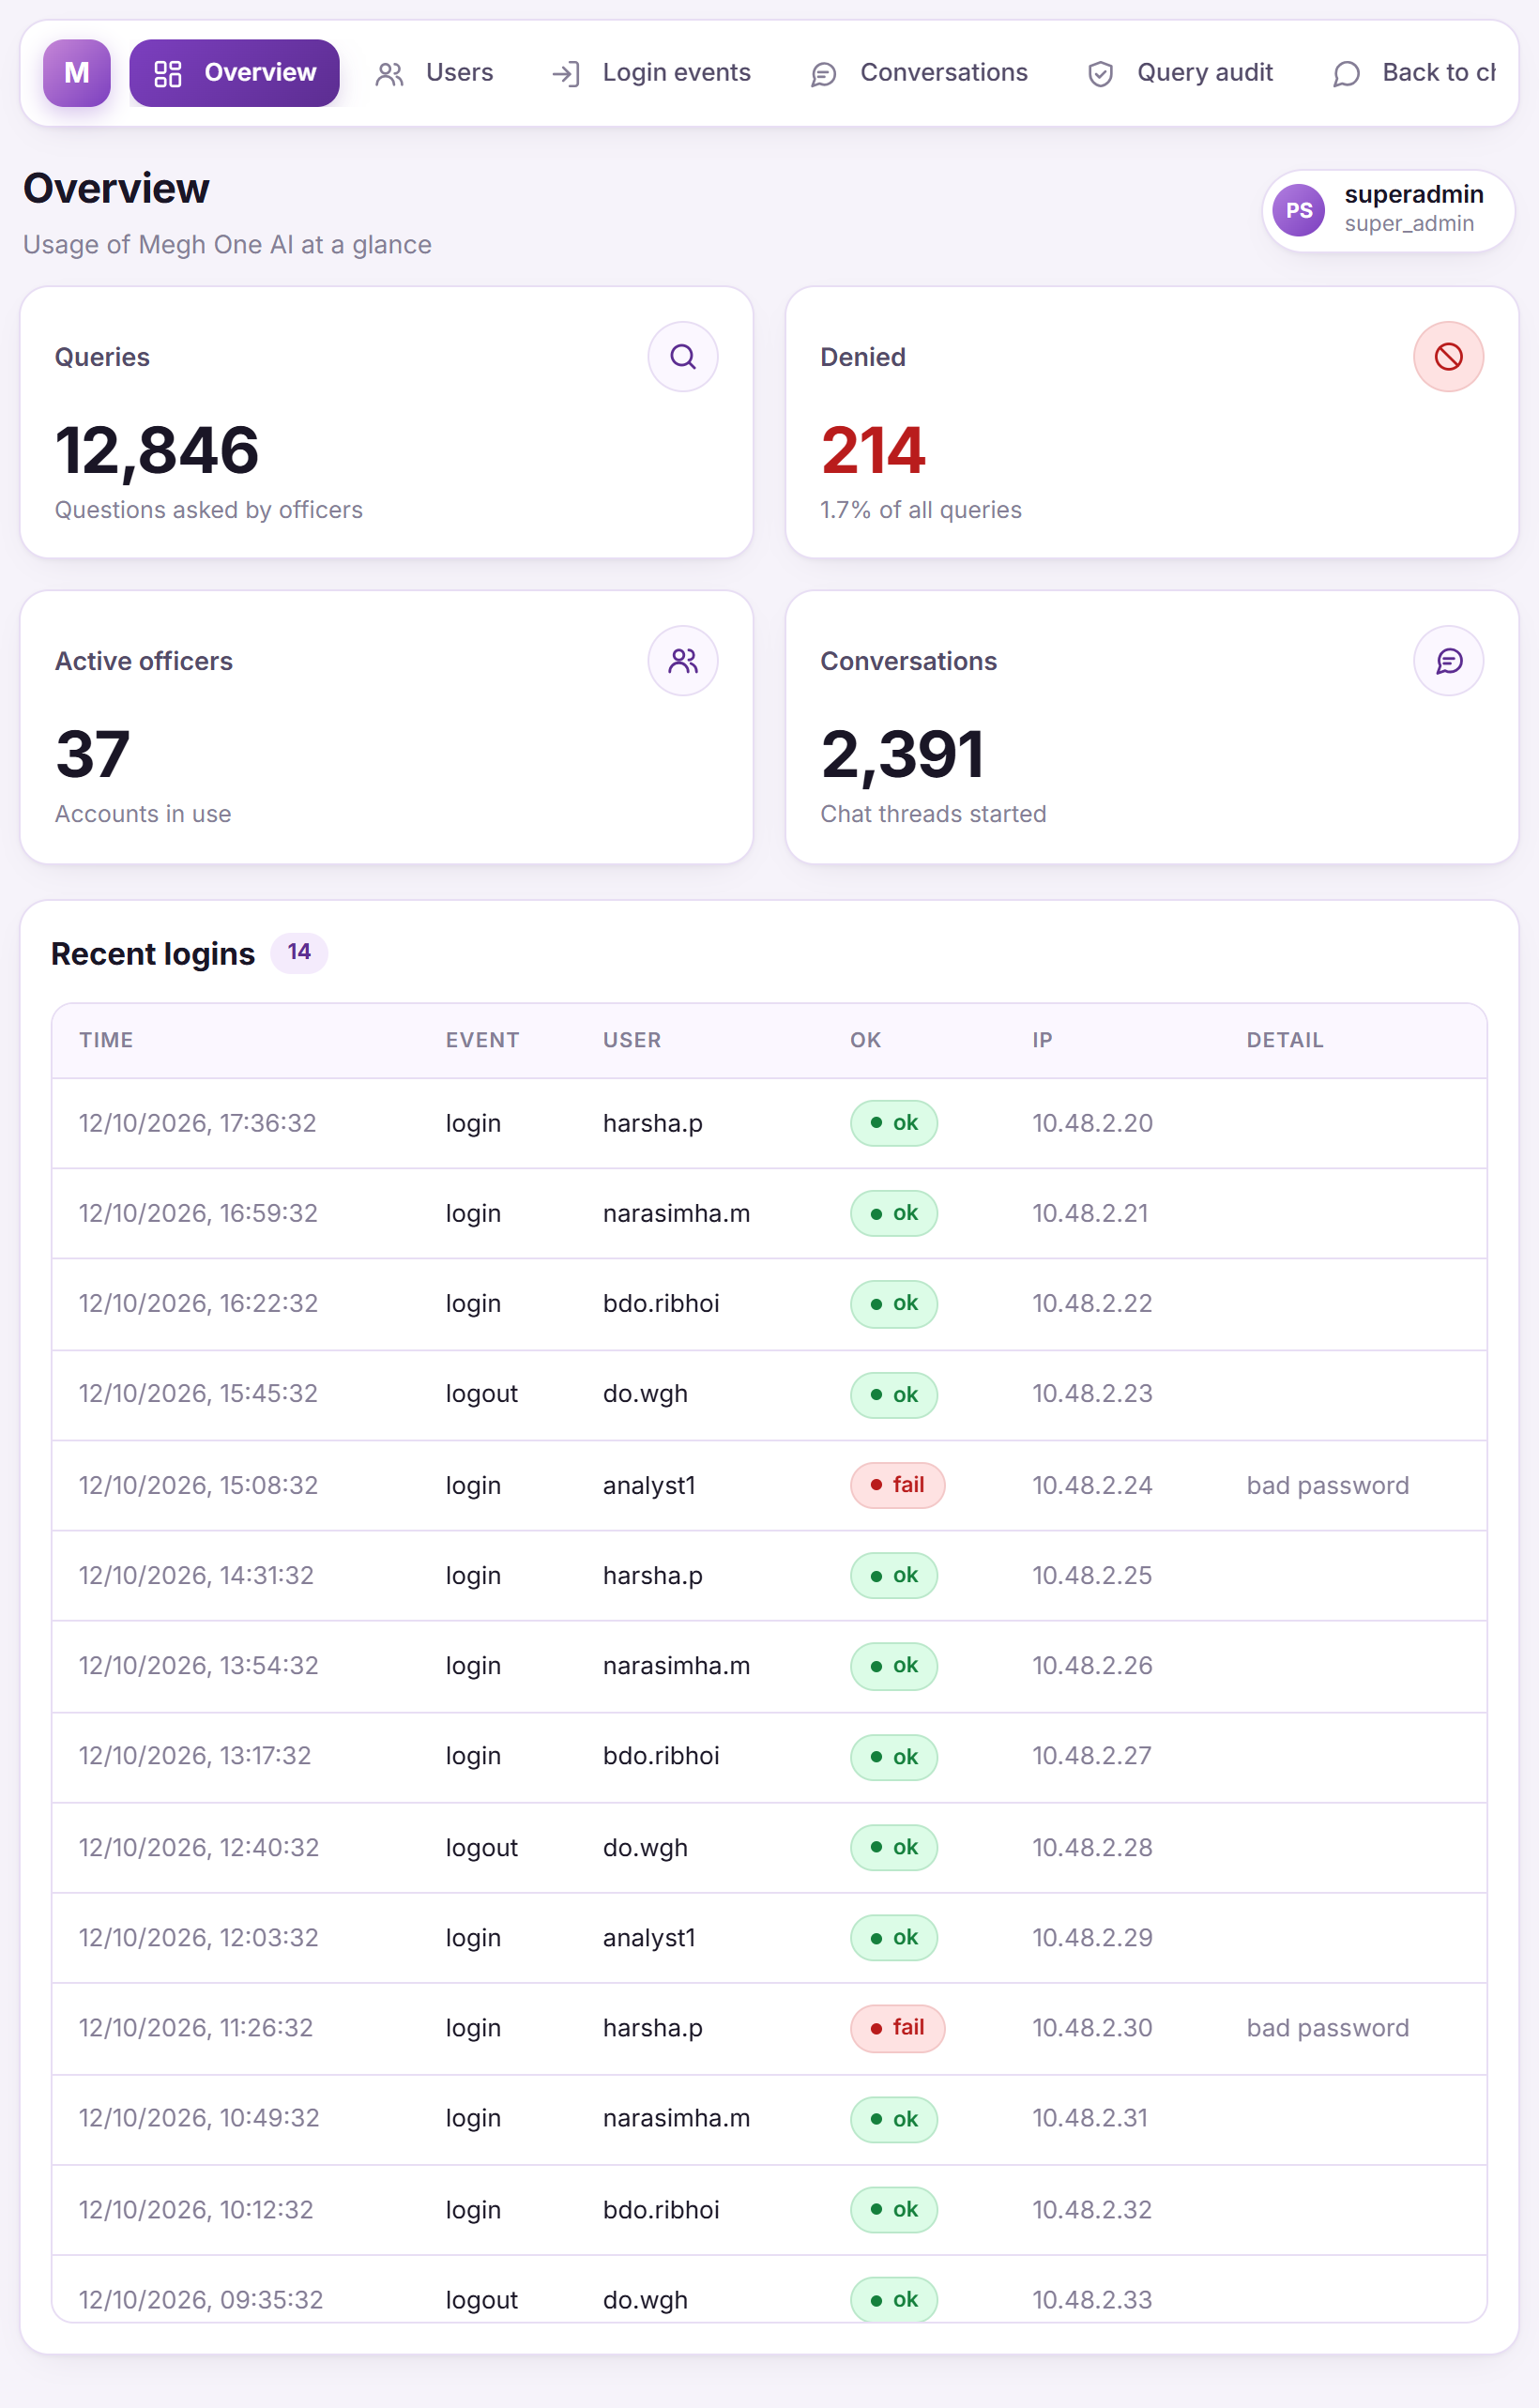 M Overview Users Login events Conversations Query audit Back to ch
Overview
Usage of Megh One AI at a glance
PS superadmin
super_admin
Queries
12,846
Questions asked by officers
Denied
214
1.7% of all queries
Active officers
37
Accounts in use
Conversations
2,391
Chat threads started
Recent logins 14
TIME EVENT USER OK IP DETAIL
12/10/2026, 17:36:32 login harsha.p ok 10.48.2.20
12/10/2026, 16:59:32 login narasimha.m ok 10.48.2.21
12/10/2026, 16:22:32 login bdo.ribhoi ok 10.48.2.22
12/10/2026, 15:45:32 logout do.wgh ok 10.48.2.23
12/10/2026, 15:08:32 login analyst1 fail 10.48.2.24 bad password
12/10/2026, 14:31:32 login harsha.p ok 10.48.2.25
12/10/2026, 13:54:32 login narasimha.m ok 10.48.2.26
12/10/2026, 13:17:32 login bdo.ribhoi ok 10.48.2.27
12/10/2026, 12:40:32 logout do.wgh ok 10.48.2.28
12/10/2026, 12:03:32 login analyst1 ok 10.48.2.29
12/10/2026, 11:26:32 login harsha.p fail 10.48.2.30 bad password
12/10/2026, 10:49:32 login narasimha.m ok 10.48.2.31
12/10/2026, 10:12:32 login bdo.ribhoi ok 10.48.2.32
12/10/2026, 09:35:32 logout do.wgh ok 10.48.2.33